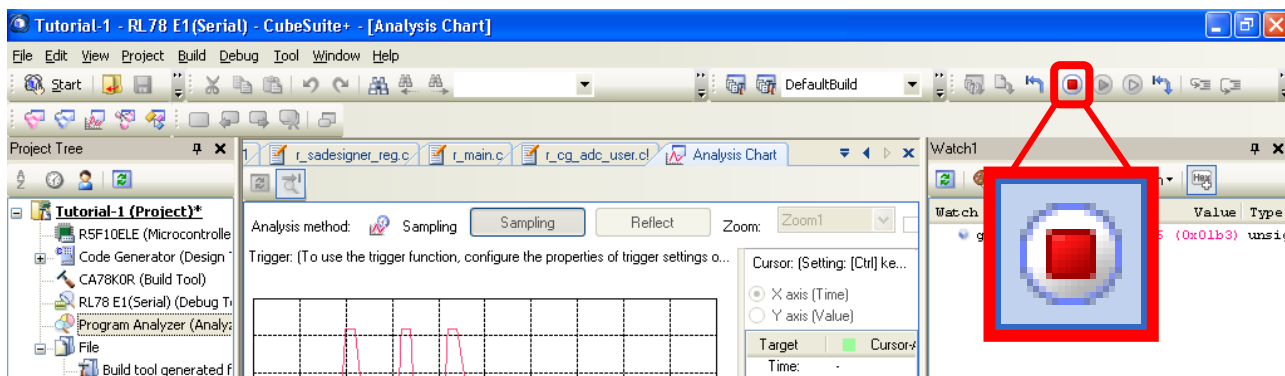 Tutorial-1 - RL78 E1(Serial) - CubeSuite+ - [Analysis Chart]
File Edit View Project Build Debug Tool Window Help
Start DefaultBuild
Project Tree
r_sadesigner_reg.c r_main.c r_cg_adc_user.c! Analysis Chart
Watch1
Tutorial-1 (Project)*
R5F10ELE (Microcontrolle
Code Generator (Design
CA78K0R (Build Tool)
RL78 E1(Serial) (Debug T
Program Analyzer (Analy
File
Build tool generated f
Analysis method: Sampling Sampling Reflect Zoom: Zoom1
Trigger: (To use the trigger function, configure the properties of trigger settings o...
Cursor: (Setting: [Ctrl] ke...
X axis (Time)
Y axis (Value)
Target Cursor-
Time: -
Hex
Watch Value Type
g (0x01b3) unsi